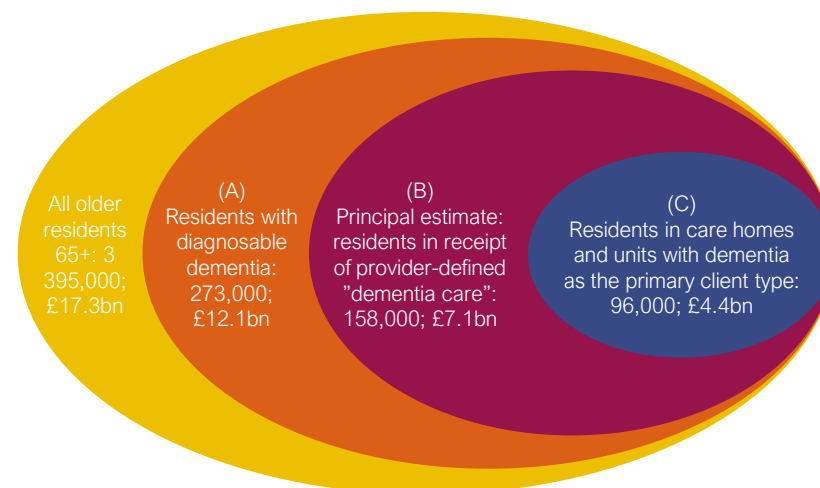 All older
residents
65+: 3
395,000;
£17.3bn
(A)
Residents with
diagnosable
dementia:
273,000;
£12.1bn
(B)
Principal estimate:
residents in receipt
of provider-defined
”dementia care":
158,000; £7.1bn
(C)
Residents in care homes
and units with dementia
as the primary client type:
96,000; £4.4bn